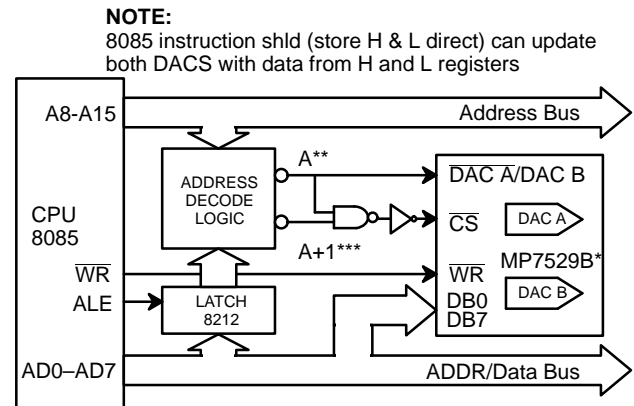 NOTE:
8085 instruction shld (store H & L direct) can update
both DACS with data from H and L registers
A8-A15
Address Bus
A**
ADDRESS
DECODE
LOGIC
DAC A/DAC B
CPU
8085
CS
DAC A
A+1***
MP7529B*
WR
WR
ALE
LATCH
8212
DB0
DB7
DAC B
AD0–AD7
ADDR/Data Bus